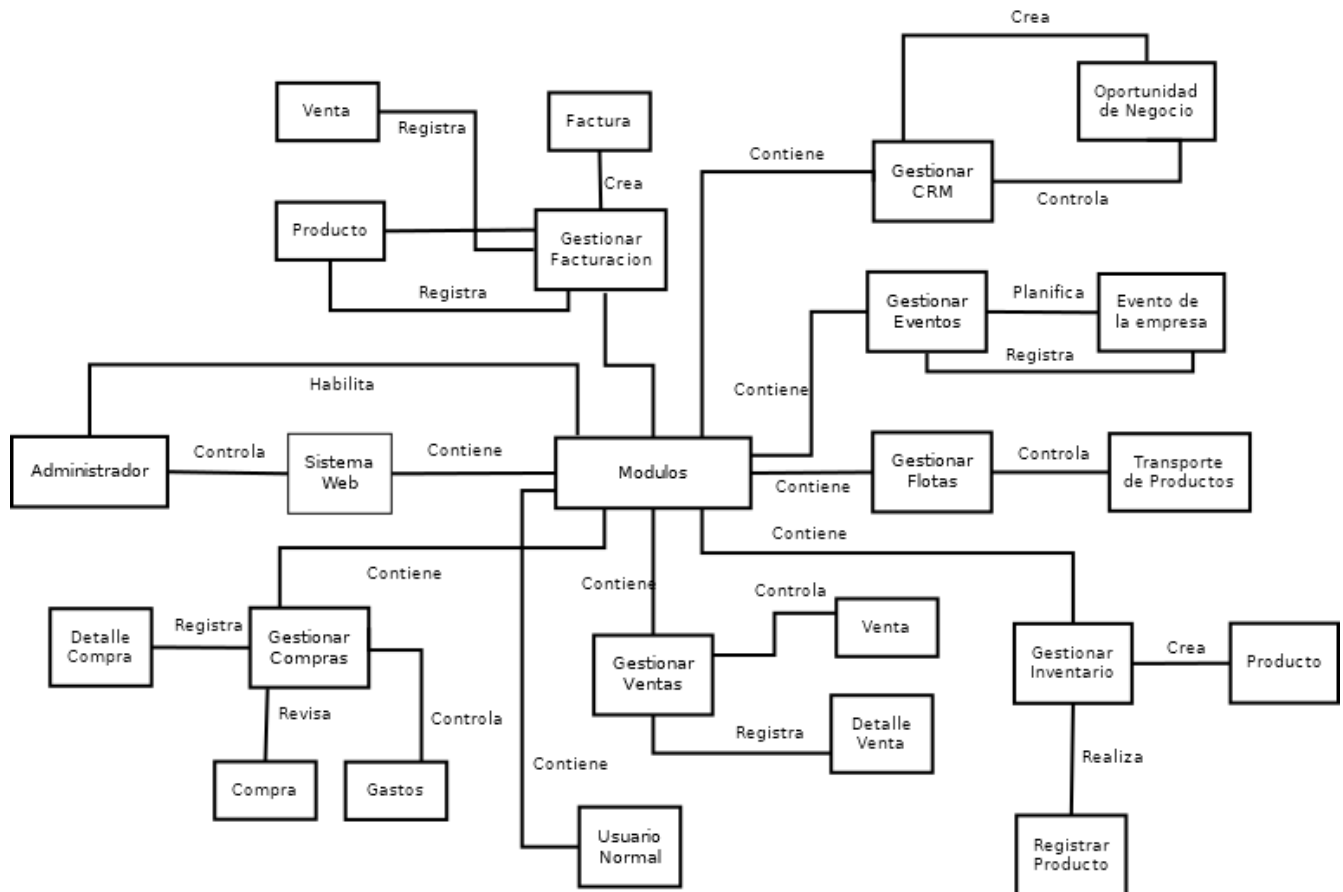 Crea
Oportunidad
de Negocio
Venta
Registra
Factura
Contiene
Gestionar
CRM
Controla
Crea
Producto
Gestionar
Facturacion
Registra
Gestionar
Eventos
Planifica
Evento de
la empresa
Registra
Habilita
Contiene
Administrador
Controla
Sistema
Web
Contiene
Modulos
Contiene
Gestionar
Flotas
Controla
Transporte
de Productos
Contiene
Contiene
Contiene
Detalle
Compra
Registra
Gestionar
Compras
Revisa
Controla
Compra
Gastos
Gestionar
Ventas
Controla
Venta
Registra
Detalle
Venta
Contiene
Usuario
Normal
Gestionar
Inventario
Crea
Producto
Realiza
Registrar
Producto